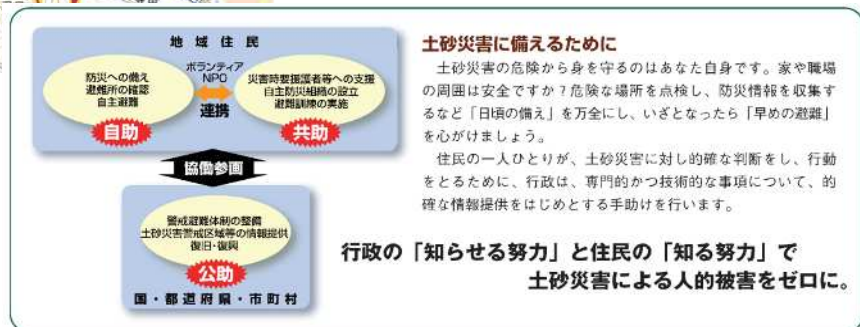 地域住民
防災への備え
避難所の確認
自主避難
自助
ボランティア
NPO
連携
災害時要援護者等への支援
自主防災組織の設立
避難訓練の実施
共助
協働参画
警戒避難体制の整備
土砂災害警戒区域等の情報提供
復旧・復興
公助
国・都道府県・市町村
土砂災害に備えるために
土砂災害の危険から身を守るのはあなた自身です。家や職場
の周囲は安全ですか?危険な場所を点検し、防災情報を収集す
るなど「日頃の備え」を万全にし、いざとなったら「早めの避難」
を心がけましょう。
住民の一人ひとりが、土砂災害に対し的確な判断をし、行動
をとるために、行政は、専門的かつ技術的な事項について、的
確な情報提供をはじめとする手助けを行います。
行政の「知らせる努力」と住民の「知る努力」で
土砂災害による人的被害をゼロに。